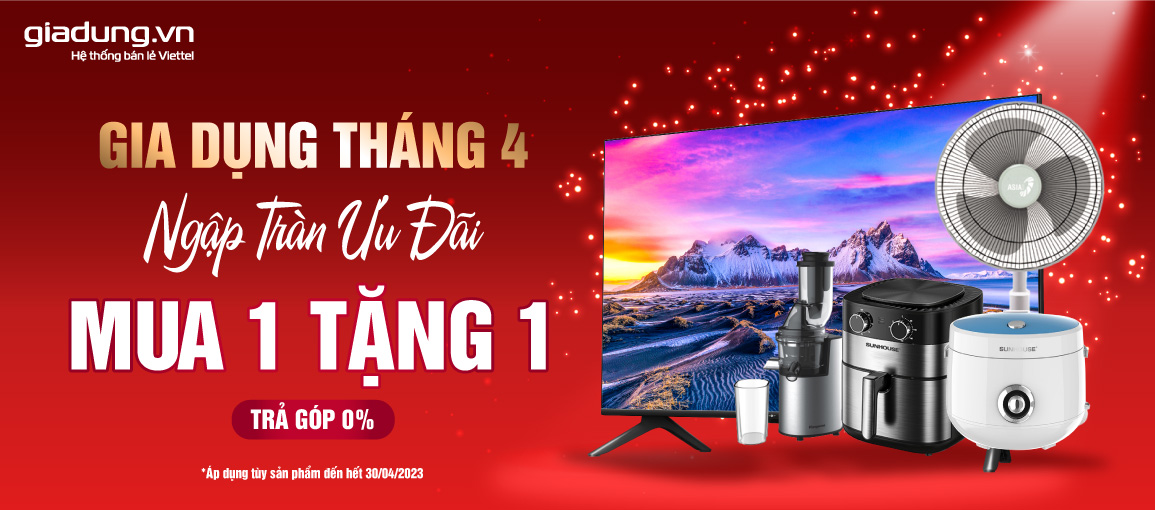 giadung.vn
Hệ thống bán lẻ Viettel
GIA DỤNG THÁNG 4
Ngập Tràn Ưu Đãi
MUA 1 TẶNG 1
TRẢ GÓP 0%
*Áp dụng tùy sản phẩm đến hết 30/04/2023
ASIA
SUNHOUSE
SUNHOUSE